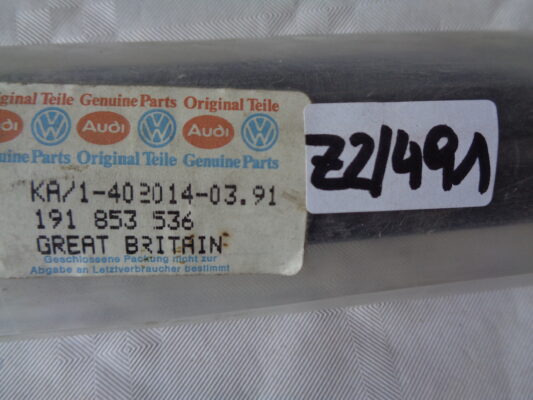 ginal Teile Genuine Parts Original Teile
Audi Audi
uine Parts Original Teile Genuine Parts
KA/1-402014-03.91
191 853 536
GREAT BRITAIN
Geschlossene Packung nicht zur
Abgabe an Letztverbraucher bestimmt
Z2/491